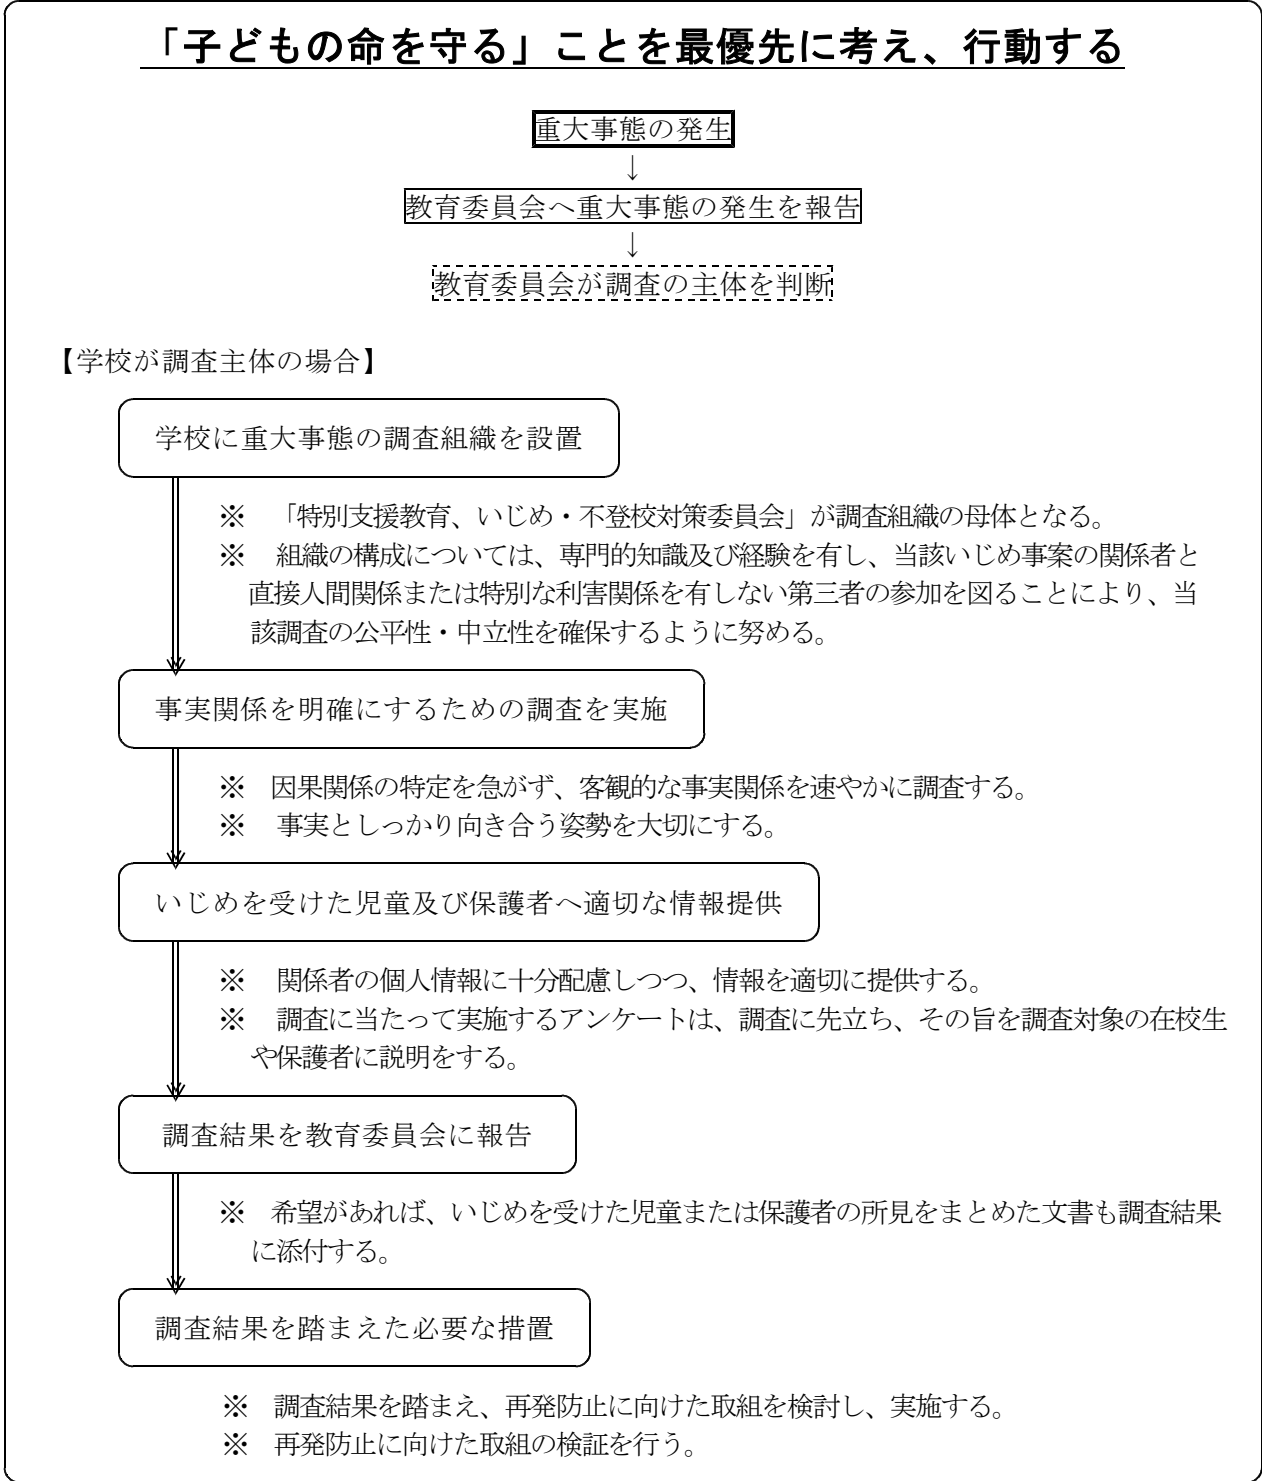 「子どもの命を守る」ことを最優先に考え、行動する
重大事態の発生
↓
教育委員会へ重大事態の発生を報告
↓
教育委員会が調査の主体を判断
【学校が調査主体の場合】
学校に重大事態の調査組織を設置
※　「特別支援教育、いじめ・不登校対策委員会」が調査組織の母体となる。
※　組織の構成については、専門的知識及び経験を有し、当該いじめ事案の関係者と
直接人間関係または特別な利害関係を有しない第三者の参加を図ることにより、当
該調査の公平性・中立性を確保するように努める。
事実関係を明確にするための調査を実施
※　因果関係の特定を急がず、客観的な事実関係を速やかに調査する。
※　事実としっかり向き合う姿勢を大切にする。
いじめを受けた児童及び保護者へ適切な情報提供
※　関係者の個人情報に十分配慮しつつ、情報を適切に提供する。
※　調査に当たって実施するアンケートは、調査に先立ち、その旨を調査対象の在校生
や保護者に説明をする。
調査結果を教育委員会に報告
※　希望があれば、いじめを受けた児童または保護者の所見をまとめた文書も調査結果
に添付する。
調査結果を踏まえた必要な措置
※　調査結果を踏まえ、再発防止に向けた取組を検討し、実施する。
※　再発防止に向けた取組の検証を行う。